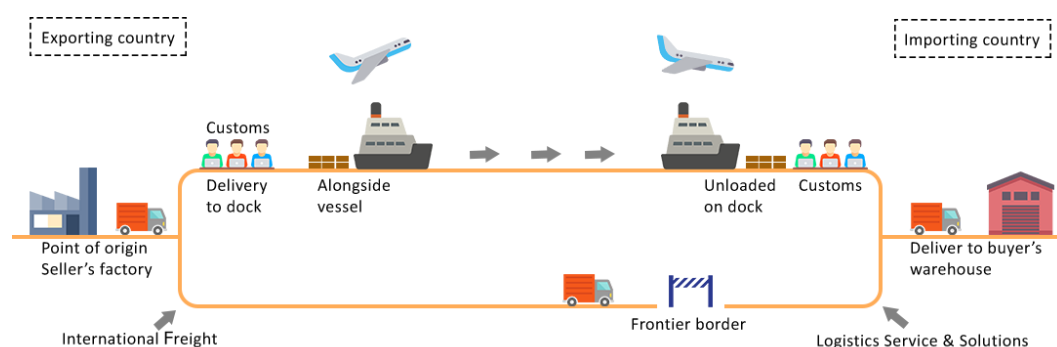 Exporting country
Importing country
Customs
Delivery
to dock
Alongside
vessel
Unloaded
on dock
Customs
Point of origin
Seller's factory
Deliver to buyer's
warehouse
Frontier border
International Freight
Logistics Service & Solutions